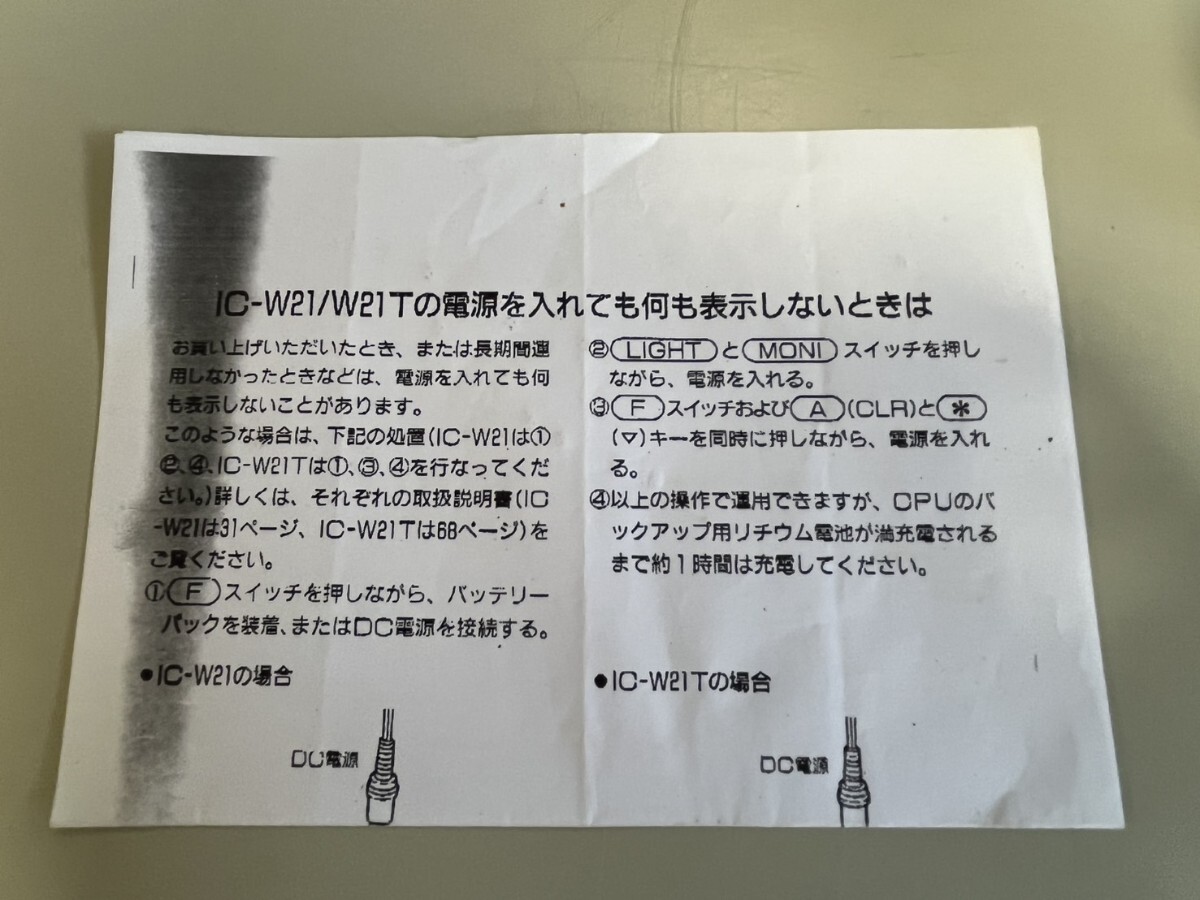 IC-W21/W21Tの電源を入れても何も表示しないときは
お買い上げいただいたとき、または長期間運
用しなかったときなどは、電源を入れても何
も表示しないことがあります。
このような場合は、下記の処置(IC-W21は①
②、④、IC-W21Tは①、③、④を行なってくだ
さい。)詳しくは、それぞれの取扱説明書(IC
-W21は31ページ、IC-W21Tは68ページ)を
ご覧ください。
①Fスイッチを押しながら、バッテリー
パックを装着、またはDC電源を接続する。
●IC-W21の場合
DC電源
②LIGHTとMONIスイッチを押し
ながら、電源を入れる。
③FスイッチおよびA(CLR)と*
(▽)キーを同時に押しながら、電源を入れ
る。
④以上の操作で運用できますが、CPUのバ
ックアップ用リチウム電池が満充電される
まで約1時間は充電してください。
●IC-W21Tの場合
DC電源